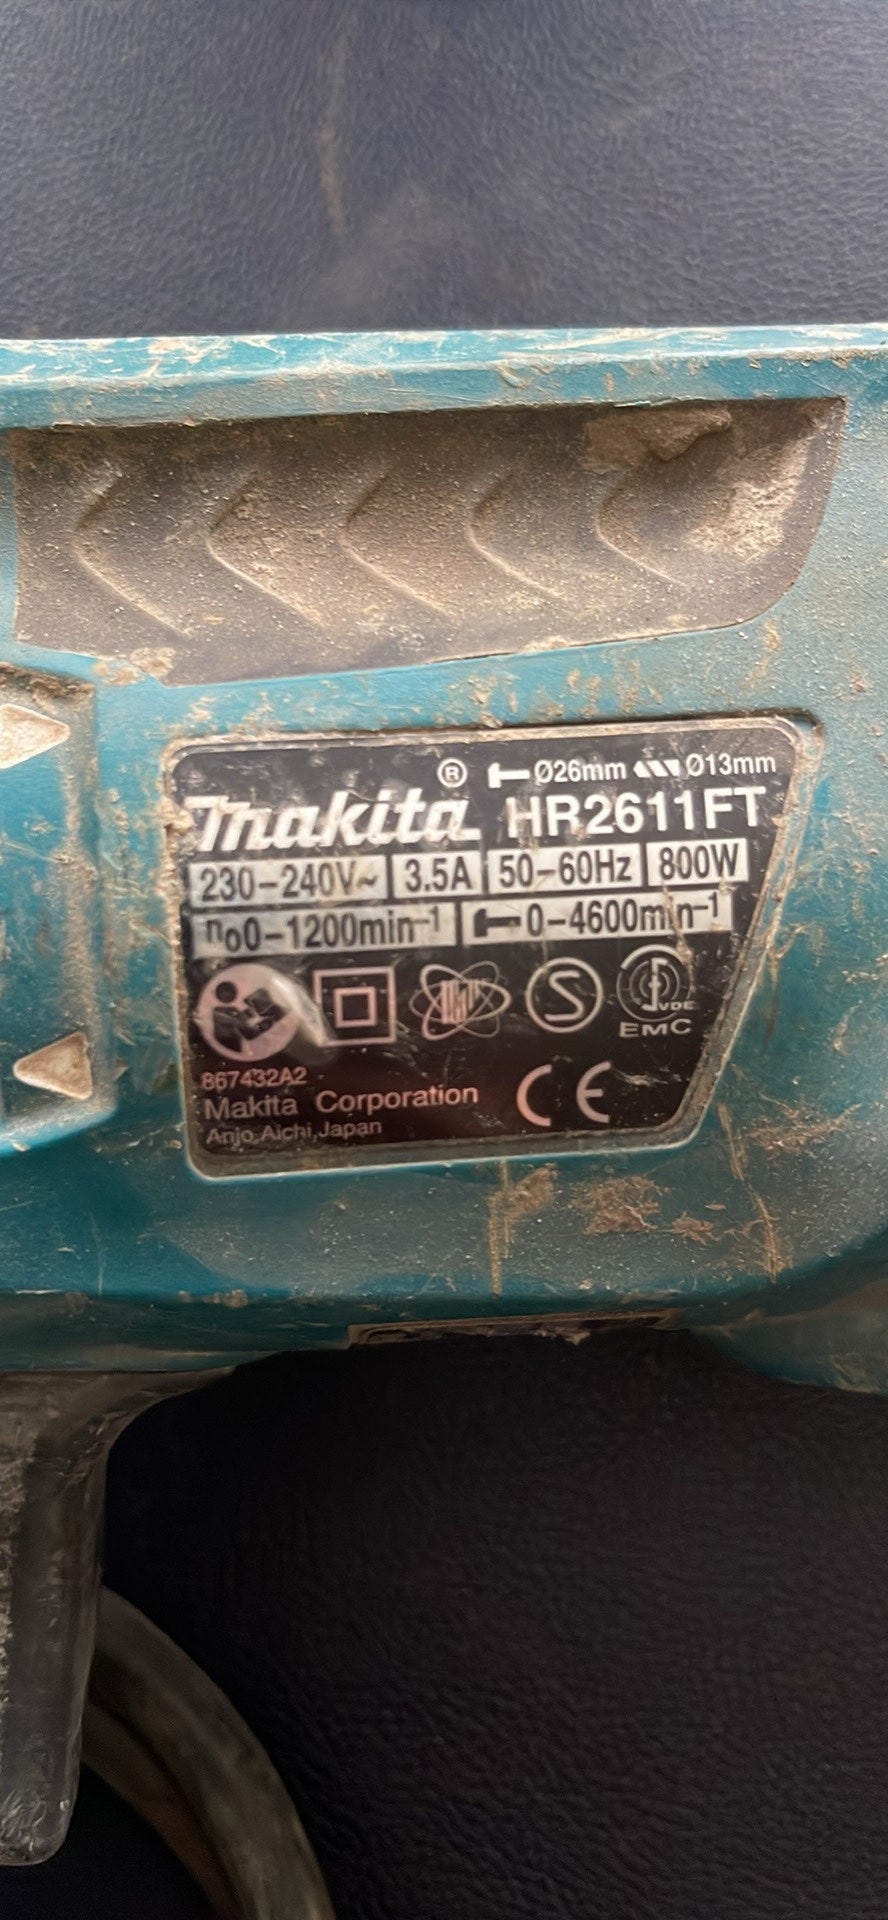 ® Ø26mm Ø13mm
makita HR2611FT
230-240V~ 3.5A 50-60Hz 800W
n₀0-1200min⁻¹ 0-4600min⁻¹
S VDE
EMC
867432A2
Makita Corporation CE
Anjo,Aichi,Japan